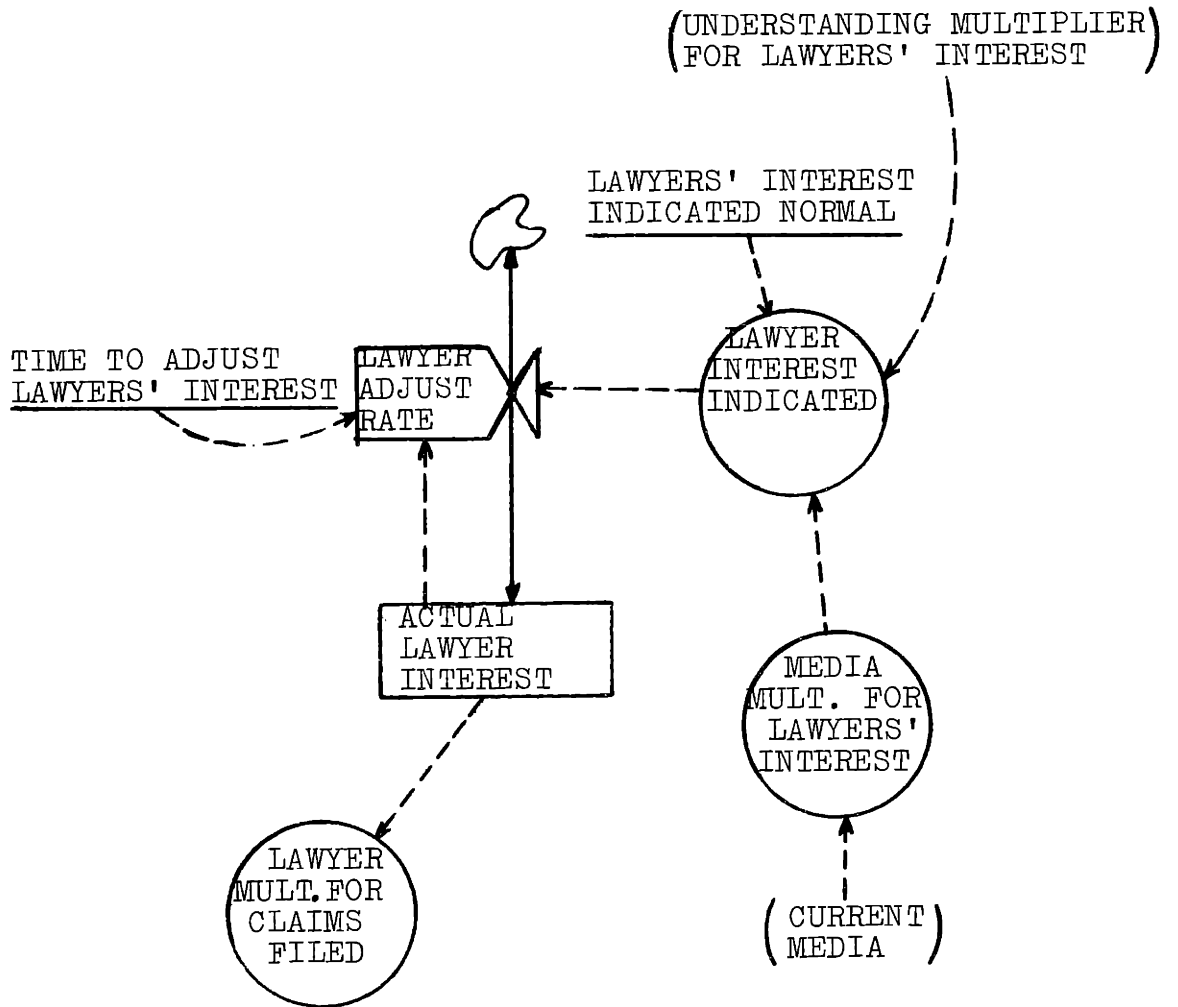 (UNDERSTANDING MULTIPLIER
FOR LAWYERS' INTEREST)
LAWYERS' INTEREST
INDICATED NORMAL
TIME TO ADJUST
LAWYERS' INTEREST
LAWYER
ADJUST
RATE
LAWYER
INTEREST
INDICATED
ACTUAL
LAWYER
INTEREST
MEDIA
MULT. FOR
LAWYERS'
INTEREST
LAWYER
MULT. FOR
CLAIMS
FILED
(CURRENT
MEDIA)